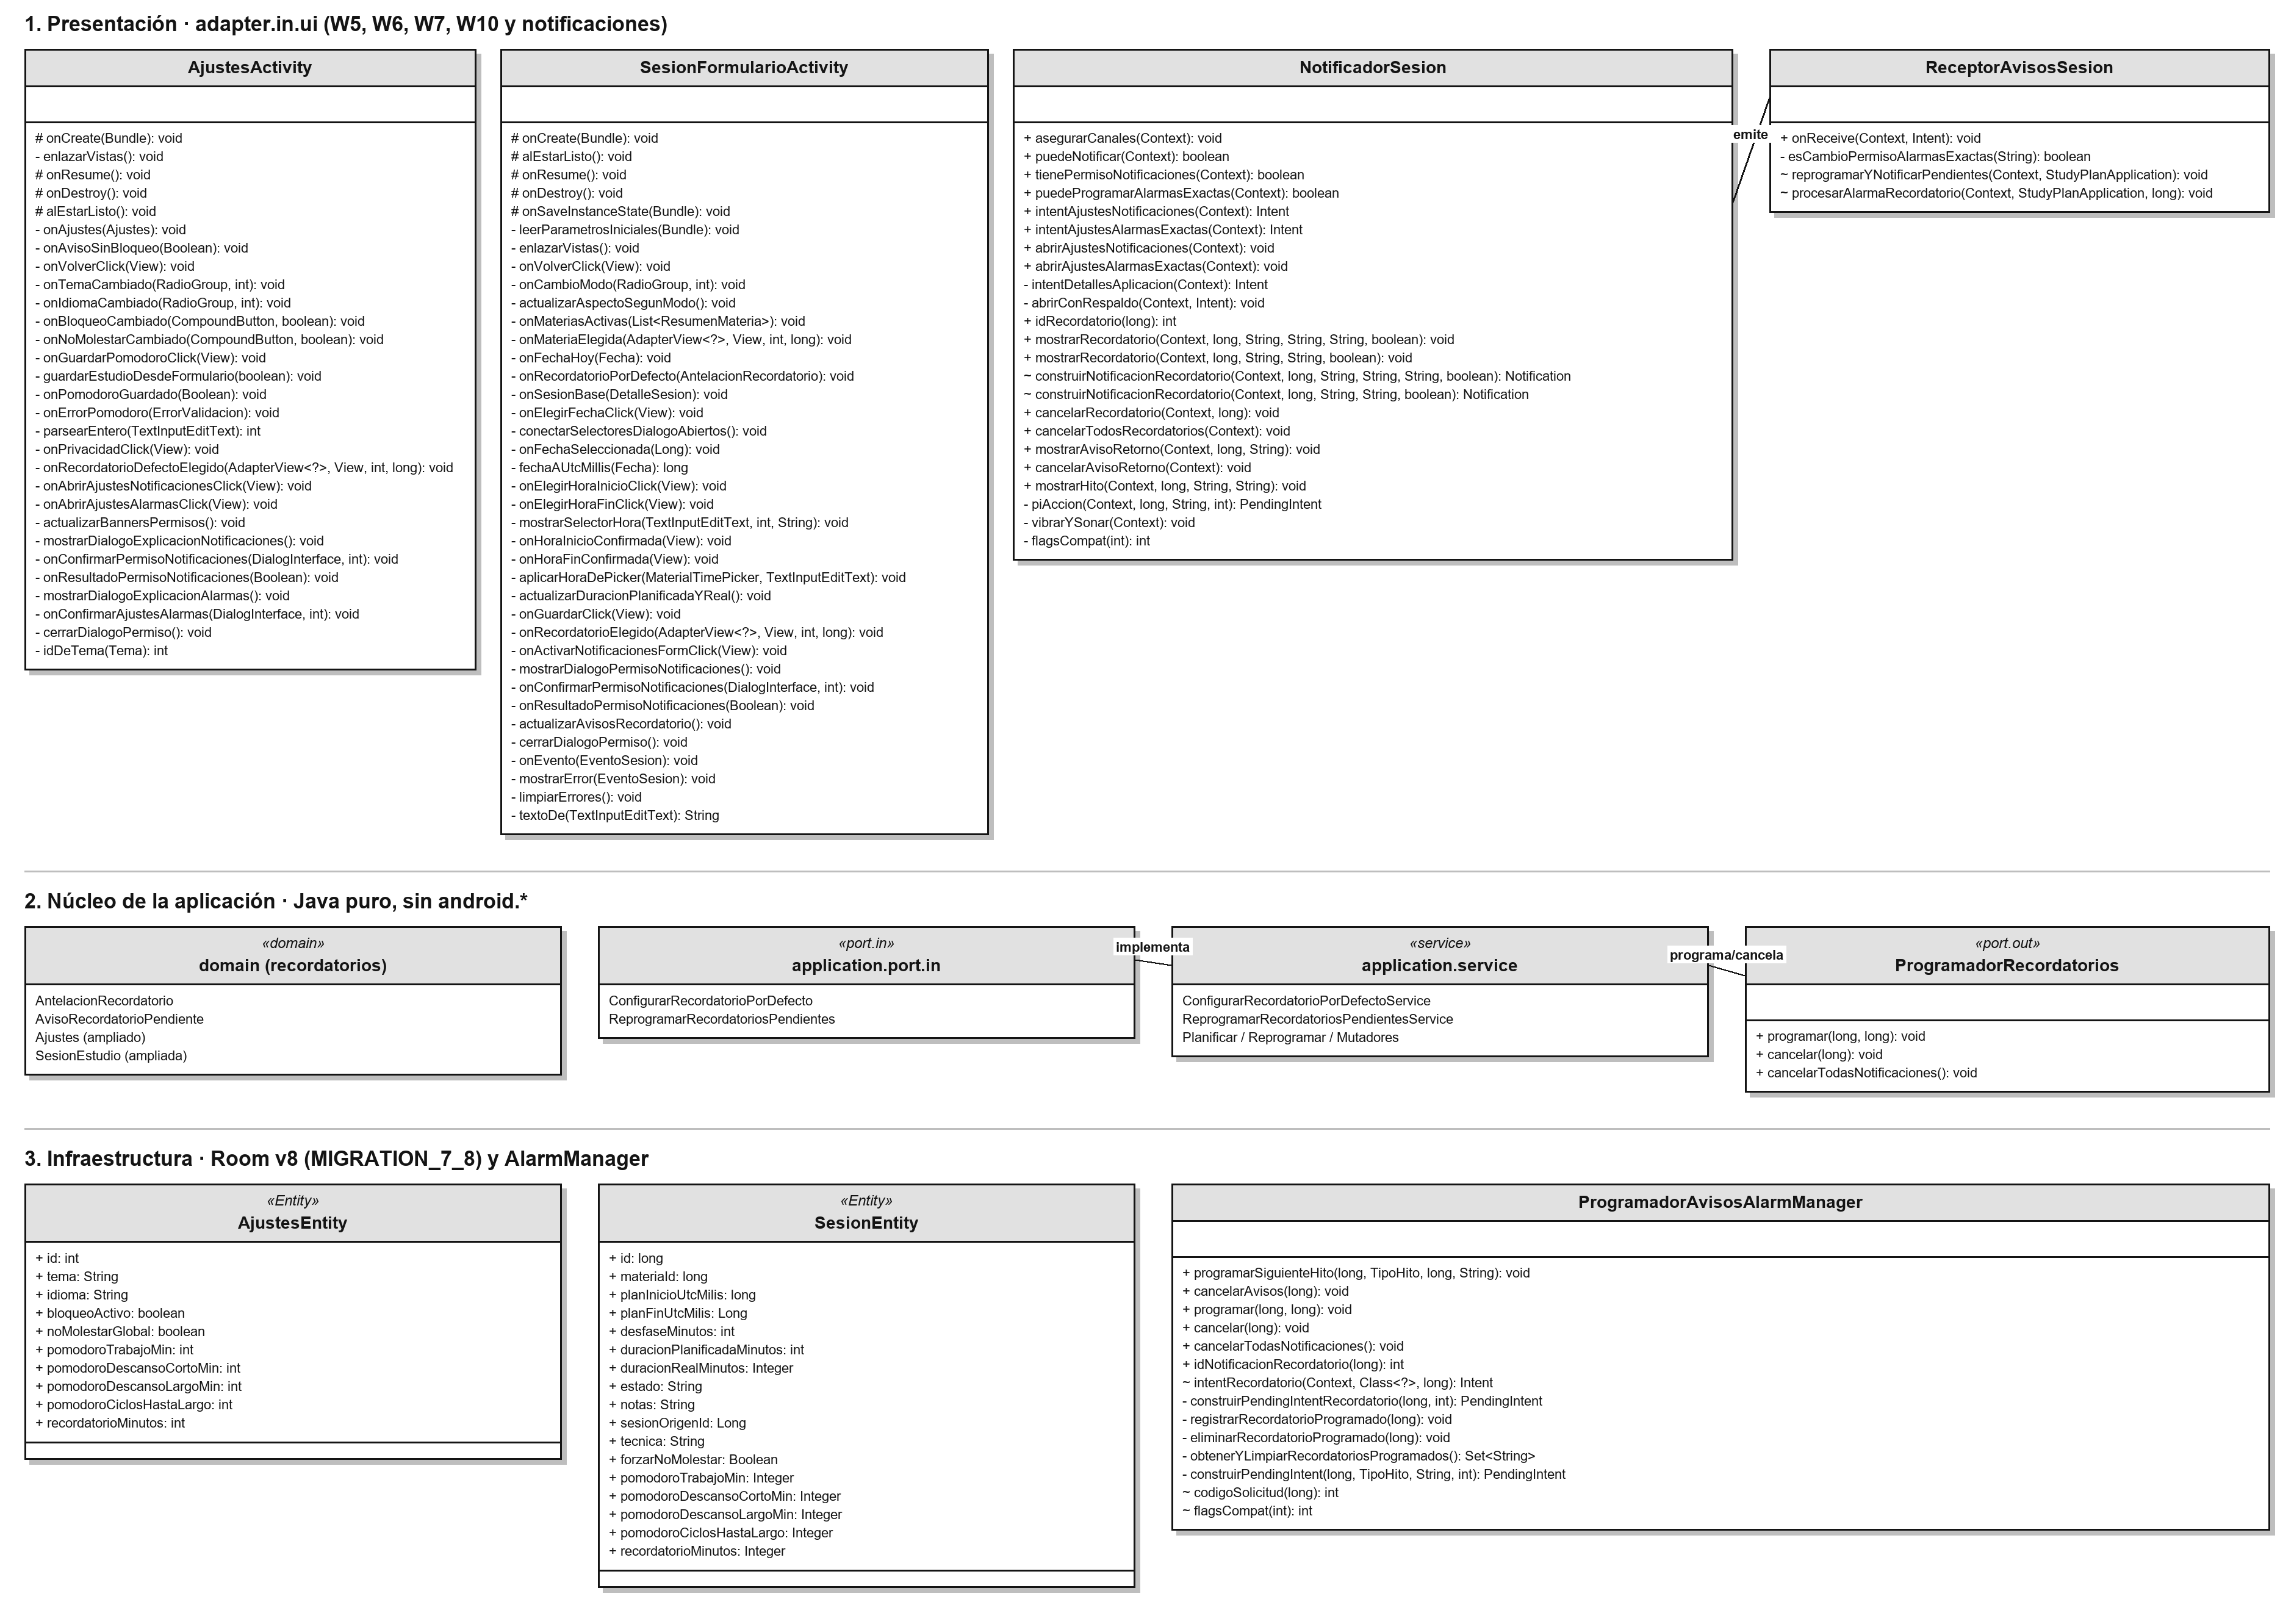 1. Presentación · adapter.in.ui (W5, W6, W7, W10 y notificaciones)
AjustesActivity
# onCreate(Bundle): void
- enlazarVistas(): void
# onResume(): void
# onDestroy(): void
# alEstarListo(): void
- onAjustes(Ajustes): void
- onAvisoSinBloqueo(Boolean): void
- onVolverClick(View): void
- onTemaCambiado(RadioGroup, int): void
- onIdiomaCambiado(RadioGroup, int): void
- onBloqueoCambiado(CompoundButton, boolean): void
- onNoMolestarCambiado(CompoundButton, boolean): void
- onGuardarPomodoroClick(View): void
- guardarEstudioDesdeFormulario(boolean): void
- onPomodoroGuardado(Boolean): void
- onErrorPomodoro(ErrorValidacion): void
- parsearEntero(TextInputEditText): int
- onPrivacidadClick(View): void
- onRecordatorioDefectoElegido(AdapterView<?>, View, int, long): void
- onAbrirAjustesNotificacionesClick(View): void
- onAbrirAjustesAlarmasClick(View): void
- actualizarBannersPermisos(): void
- mostrarDialogoExplicacionNotificaciones(): void
- onConfirmarPermisoNotificaciones(DialogInterface, int): void
- onResultadoPermisoNotificaciones(Boolean): void
- mostrarDialogoExplicacionAlarmas(): void
- onConfirmarAjustesAlarmas(DialogInterface, int): void
- cerrarDialogoPermiso(): void
- idDeTema(Tema): int
SesionFormularioActivity
# onCreate(Bundle): void
# alEstarListo(): void
# onResume(): void
# onDestroy(): void
# onSaveInstanceState(Bundle): void
- leerParametrosIniciales(Bundle): void
- enlazarVistas(): void
- onVolverClick(View): void
- onCambioModo(RadioGroup, int): void
- actualizarAspectoSegunModo(): void
- onMateriasActivas(List<ResumenMateria>): void
- onMateriaElegida(AdapterView<?>, View, int, long): void
- onFechaHoy(Fecha): void
- onRecordatorioPorDefecto(AntelacionRecordatorio): void
- onSesionBase(DetalleSesion): void
- onElegirFechaClick(View): void
- conectarSelectoresDialogoAbiertos(): void
- onFechaSeleccionada(Long): void
- fechaAUtcMillis(Fecha): long
- onElegirHoraInicioClick(View): void
- onElegirHoraFinClick(View): void
- mostrarSelectorHora(TextInputEditText, int, String): void
- onHoraInicioConfirmada(View): void
- onHoraFinConfirmada(View): void
- aplicarHoraDePicker(MaterialTimePicker, TextInputEditText): void
- actualizarDuracionPlanificadaYReal(): void
- onGuardarClick(View): void
- onRecordatorioElegido(AdapterView<?>, View, int, long): void
- onActivarNotificacionesFormClick(View): void
- mostrarDialogoPermisoNotificaciones(): void
- onConfirmarPermisoNotificaciones(DialogInterface, int): void
- onResultadoPermisoNotificaciones(Boolean): void
- actualizarAvisosRecordatorio(): void
- cerrarDialogoPermiso(): void
- onEvento(EventoSesion): void
- mostrarError(EventoSesion): void
- limpiarErrores(): void
- textoDe(TextInputEditText): String
NotificadorSesion
+ asegurarCanales(Context): void
+ puedeNotificar(Context): boolean
+ tienePermisoNotificaciones(Context): boolean
+ puedeProgramarAlarmasExactas(Context): boolean
+ intentAjustesNotificaciones(Context): Intent
+ intentAjustesAlarmasExactas(Context): Intent
+ abrirAjustesNotificaciones(Context): void
+ abrirAjustesAlarmasExactas(Context): void
- intentDetallesAplicacion(Context): Intent
- abrirConRespaldo(Context, Intent): void
+ idRecordatorio(long): int
+ mostrarRecordatorio(Context, long, String, String, String, boolean): void
+ mostrarRecordatorio(Context, long, String, String, boolean): void
~ construirNotificacionRecordatorio(Context, long, String, String, String, boolean): Notification
~ construirNotificacionRecordatorio(Context, long, String, String, boolean): Notification
+ cancelarRecordatorio(Context, long): void
+ cancelarTodosRecordatorios(Context): void
+ mostrarAvisoRetorno(Context, long, String): void
+ cancelarAvisoRetorno(Context): void
+ mostrarHito(Context, long, String, String): void
- piAccion(Context, long, String, int): PendingIntent
- vibrarYSonar(Context): void
- flagsCompat(int): int
emite
ReceptorAvisosSesion
+ onReceive(Context, Intent): void
- esCambioPermisoAlarmasExactas(String): boolean
~ reprogramarYNotificarPendientes(Context, StudyPlanApplication): void
~ procesarAlarmaRecordatorio(Context, StudyPlanApplication, long): void
2. Núcleo de la aplicación · Java puro, sin android.*
«domain»
domain (recordatorios)
AntelacionRecordatorio
AvisoRecordatorioPendiente
Ajustes (ampliado)
SesionEstudio (ampliada)
«port.in»
application.port.in
ConfigurarRecordatorioPorDefecto
ReprogramarRecordatoriosPendientes
implementa
«service»
application.service
ConfigurarRecordatorioPorDefectoService
ReprogramarRecordatoriosPendientesService
Planificar / Reprogramar / Mutadores
programa/cancela
«port.out»
ProgramadorRecordatorios
+ programar(long, long): void
+ cancelar(long): void
+ cancelarTodasNotificaciones(): void
3. Infraestructura · Room v8 (MIGRATION_7_8) y AlarmManager
«Entity»
AjustesEntity
+ id: int
+ tema: String
+ idioma: String
+ bloqueoActivo: boolean
+ noMolestarGlobal: boolean
+ pomodoroTrabajoMin: int
+ pomodoroDescansoCortoMin: int
+ pomodoroDescansoLargoMin: int
+ pomodoroCiclosHastaLargo: int
+ recordatorioMinutos: int
«Entity»
SesionEntity
+ id: long
+ materiaId: long
+ planInicioUtcMilis: long
+ planFinUtcMilis: Long
+ desfaseMinutos: int
+ duracionPlanificadaMinutos: int
+ duracionRealMinutos: Integer
+ estado: String
+ notas: String
+ sesionOrigenId: Long
+ tecnica: String
+ forzarNoMolestar: Boolean
+ pomodoroTrabajoMin: Integer
+ pomodoroDescansoCortoMin: Integer
+ pomodoroDescansoLargoMin: Integer
+ pomodoroCiclosHastaLargo: Integer
+ recordatorioMinutos: Integer
ProgramadorAvisosAlarmManager
+ programarSiguienteHito(long, TipoHito, long, String): void
+ cancelarAvisos(long): void
+ programar(long, long): void
+ cancelar(long): void
+ cancelarTodasNotificaciones(): void
+ idNotificacionRecordatorio(long): int
~ intentRecordatorio(Context, Class<?>, long): Intent
- construirPendingIntentRecordatorio(long, int): PendingIntent
- registrarRecordatorioProgramado(long): void
- eliminarRecordatorioProgramado(long): void
- obtenerYLimpiarRecordatoriosProgramados(): Set<String>
- construirPendingIntent(long, TipoHito, String, int): PendingIntent
~ codigoSolicitud(long): int
~ flagsCompat(int): int